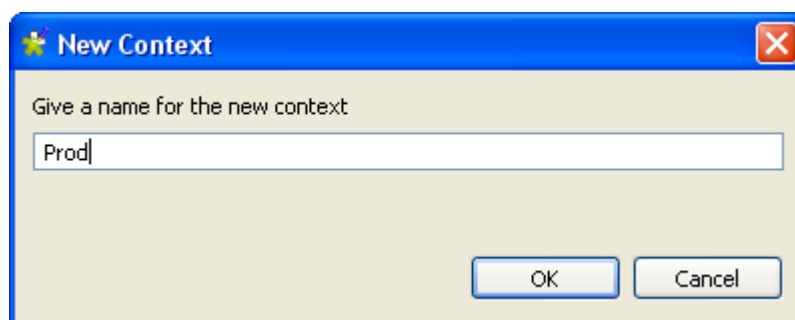 New Context
Give a name for the new context
Prod
OK
Cancel